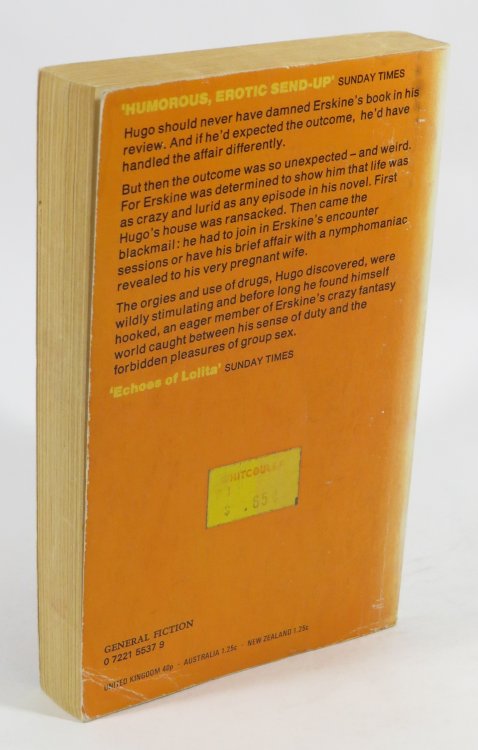 'HUMOROUS, EROTIC SEND-UP' SUNDAY TIMES
Hugo should never have damned Erskine's book in his
review. And if he'd expected the outcome, he'd have
handled the affair differently.
But then the outcome was so unexpected – and weird.
For Erskine was determined to show him that life was
as crazy and lurid as any episode in his novel. First
Hugo's house was ransacked. Then came the
blackmail: he had to join in Erskine's encounter
sessions or have his brief affair with a nymphomaniac
revealed to his very pregnant wife.
The orgies and use of drugs, Hugo discovered, were
wildly stimulating and before long he found himself
hooked, an eager member of Erskine's crazy fantasy
world caught between his sense of duty and the
forbidden pleasures of group sex.
'Echoes of Lolita' SUNDAY TIMES
$ .65
GENERAL FICTION
0 7221 5537 9
UNITED KINGDOM 40p · AUSTRALIA 1.25c · NEW ZEALAND 1.25c